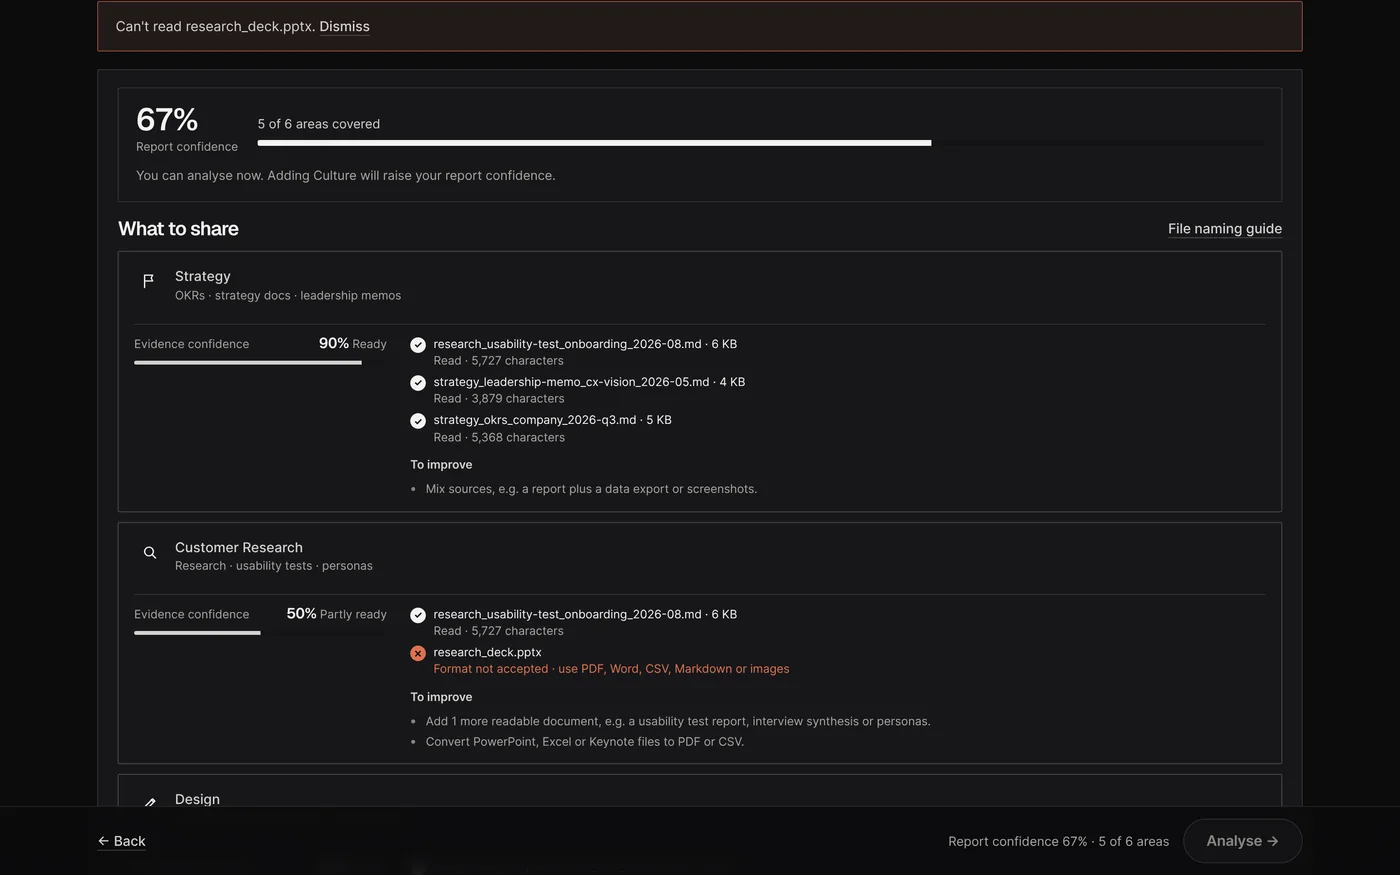 Can't read research_deck.pptx. Dismiss
67%
Report confidence
5 of 6 areas covered
You can analyse now. Adding Culture will raise your report confidence.
What to share
File naming guide
Strategy
OKRs · strategy docs · leadership memos
Evidence confidence 90% Ready
research_usability-test_onboarding_2026-08.md · 6 KB
Read · 5,727 characters
strategy_leadership-memo_cx-vision_2026-05.md · 4 KB
Read · 3,879 characters
strategy_okrs_company_2026-q3.md · 5 KB
Read · 5,368 characters
To improve
• Mix sources, e.g. a report plus a data export or screenshots.
Customer Research
Research · usability tests · personas
Evidence confidence 50% Partly ready
research_usability-test_onboarding_2026-08.md · 6 KB
Read · 5,727 characters
research_deck.pptx
Format not accepted · use PDF, Word, CSV, Markdown or images
To improve
• Add 1 more readable document, e.g. a usability test report, interview synthesis or personas.
• Convert PowerPoint, Excel or Keynote files to PDF or CSV.
Design
← Back
Report confidence 67% · 5 of 6 areas
Analyse →